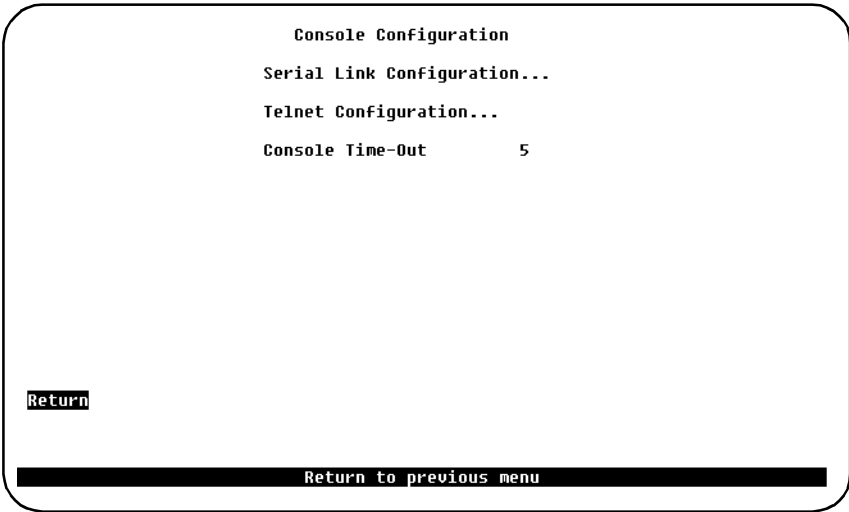 Console Configuration
Serial Link Configuration...
Telnet Configuration...
Console Time-Out 5
Return
Return to previous menu